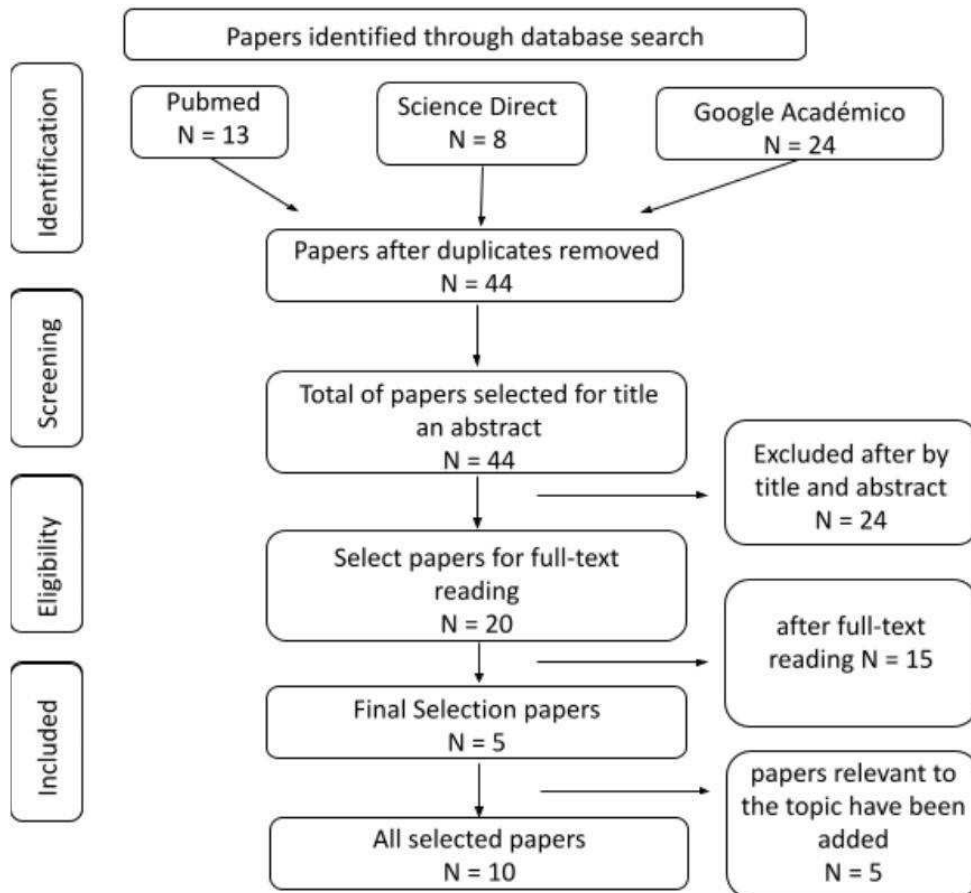 Papers identified through database search
Identification
Pubmed
N = 13
Science Direct
N = 8
Google Académico
N = 24
Papers after duplicates removed
N = 44
Screening
Total of papers selected for title
an abstract
N = 44
Excluded after by
title and abstract
N = 24
Eligibility
Select papers for full-text
reading
N = 20
after full-text
reading N = 15
Included
Final Selection papers
N = 5
papers relevant to
the topic have been
added
N = 5
All selected papers
N = 10